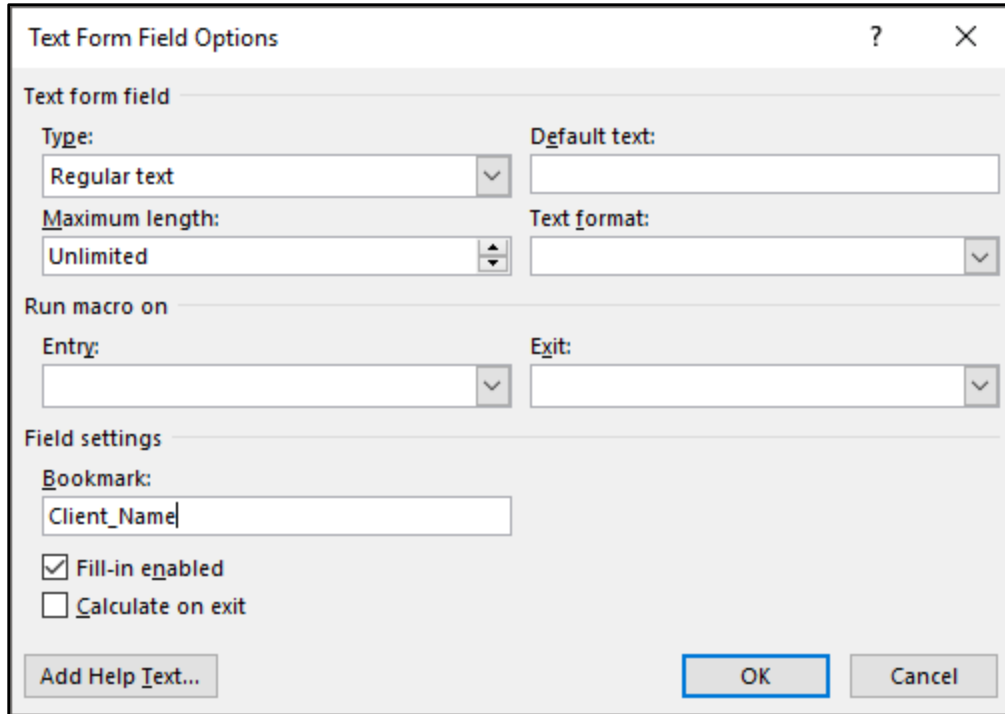 Text Form Field Options ?
Text form field
Type: Default text:
Regular text
Maximum length: Text format:
Unlimited
Run macro on
Entry: Exit:
Field settings
Bookmark:
Client_Name
Fill-in enabled
Calculate on exit
Add Help Text... OK Cancel